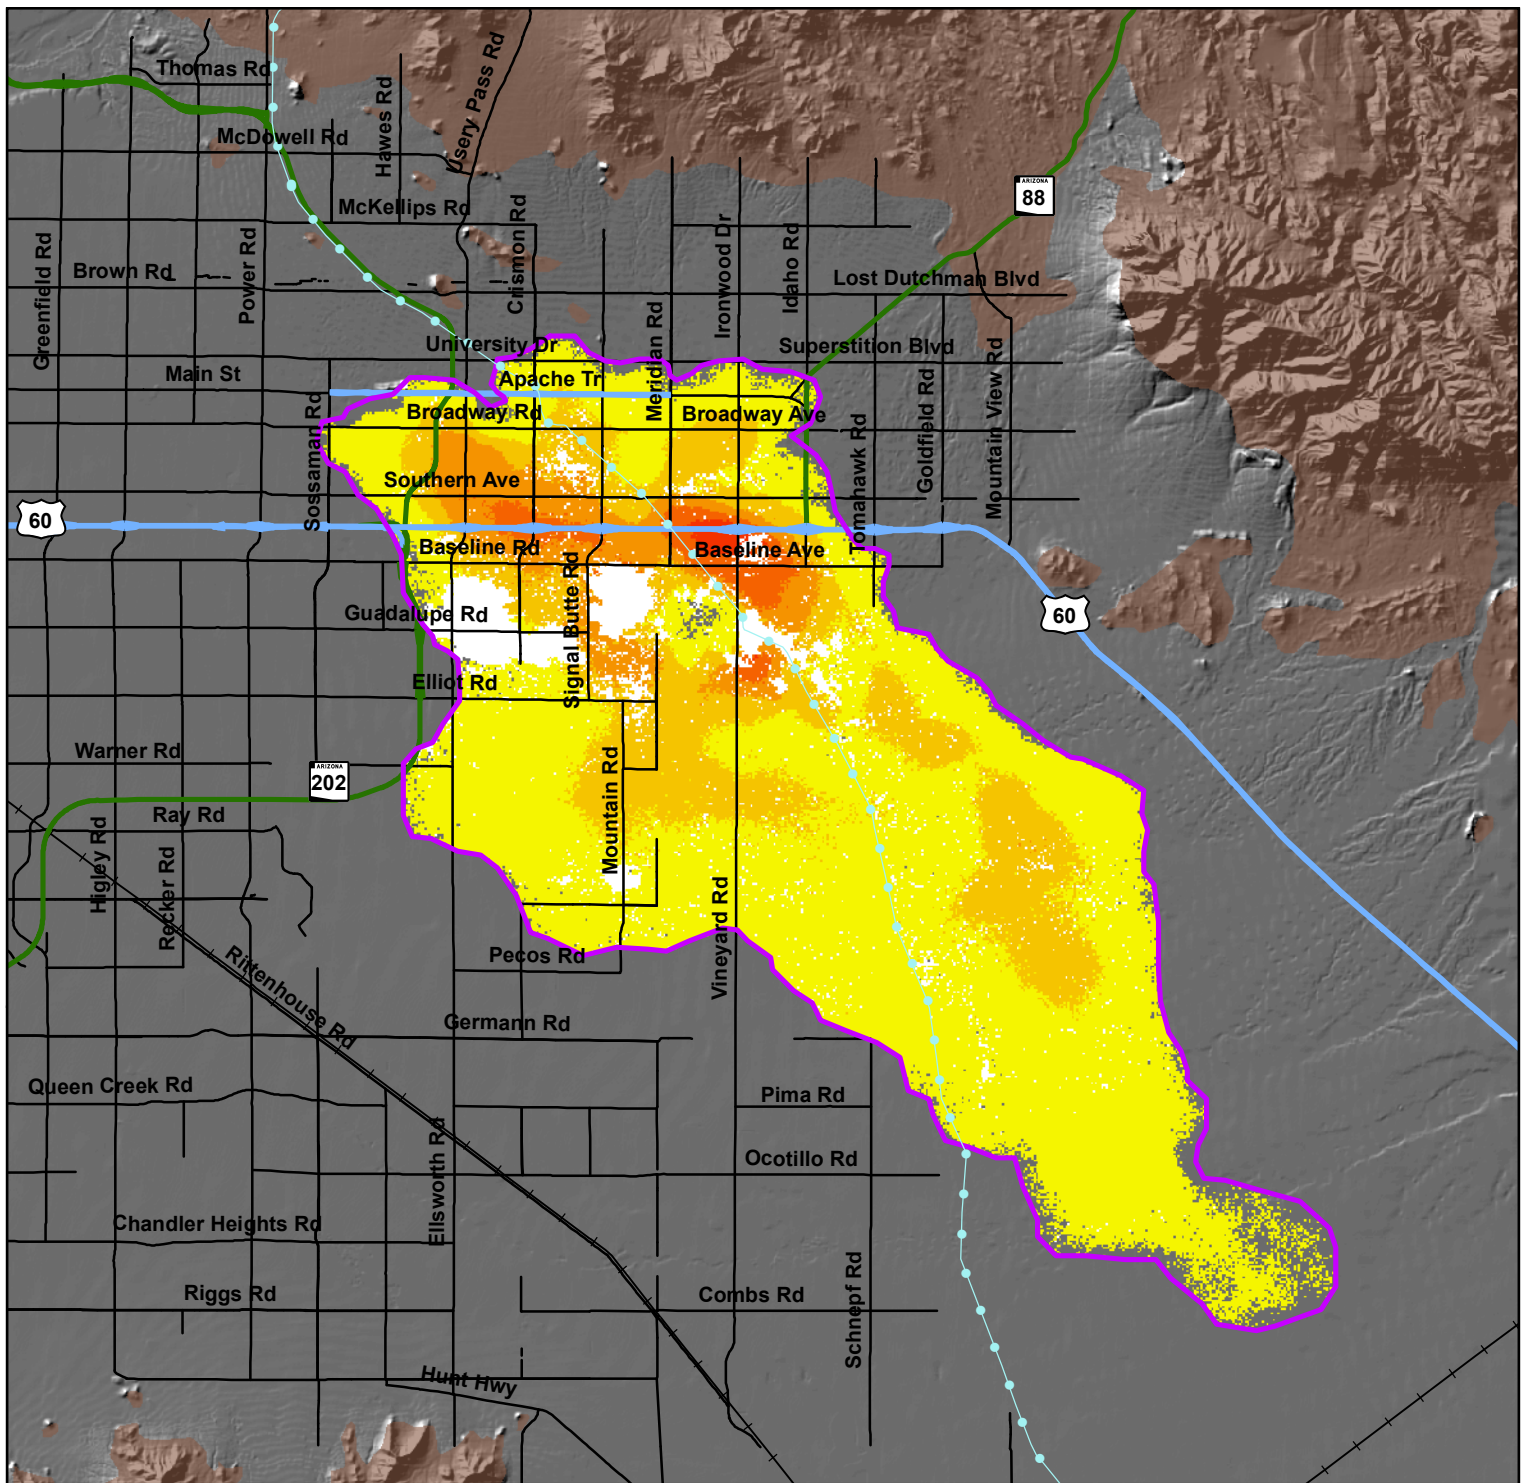 Thomas Rd
McDowell Rd
Hawes Rd
Usery Pass Rd
ARIZONA
88
McKellips Rd
Greenfield Rd
Brown Rd
Power Rd
Crismon Rd
Ironwood Dr
Idaho Rd
Lost Dutchman Blvd
Meridian Rd
University Dr
Superstition Blvd
Main St
Apache Tr
Mountain View Rd
Goldfield Rd
Sossaman Rd
Broadway Rd
Broadway Ave
Tomahawk Rd
Southern Ave
60
Baseline Rd
Baseline Ave
Signal Butte Rd
Guadalupe Rd
60
Elliot Rd
Warner Rd
ARIZONA
202
Mountain Rd
Ray Rd
Higley Rd
Recker Rd
Vineyard Rd
Pecos Rd
Rittenhouse Rd
Germann Rd
Queen Creek Rd
Pima Rd
Ellsworth Rd
Ocotillo Rd
Chandler Heights Rd
Riggs Rd
Combs Rd
Schnepf Rd
Hunt Hwy